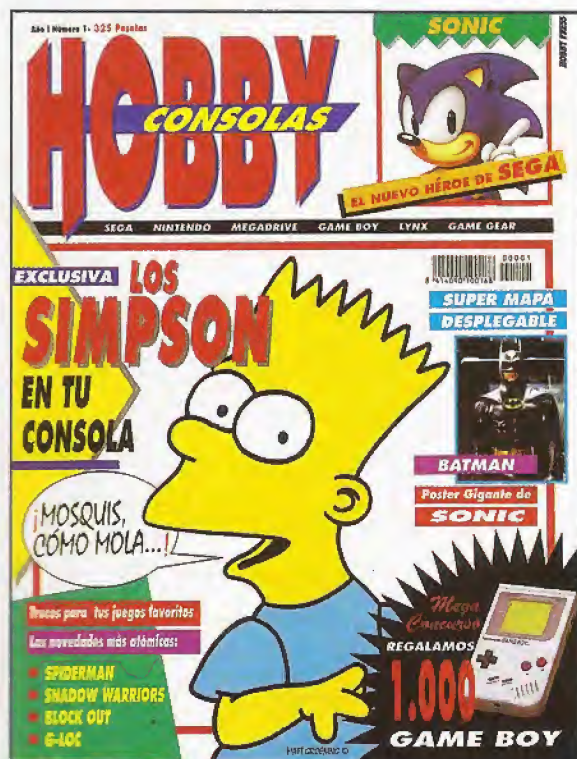 Año I Número 1 - 325 Pesetas
HOBBY
CONSOLAS
SONIC
EL NUEVO HÉROE DE SEGA
HOBBY PRESS
SEGA NINTENDO MEGADRIVE GAME BOY LYNX GAME GEAR
EXCLUSIVA LOS
SIMPSON
EN TU
CONSOLA
¡MOSQUIS,
CÓMO MOLA...!
00001
SUPER MAPA
DESPLEGABLE
BATMAN
Poster Gigante de
SONIC
Trucos para tus juegos favoritos
Las novedades más atómicas:
SPIDERMAN
SHADOW WARRIORS
BLOCK OUT
G-LOC
Mega
Concurso
REGALAMOS
1.000
GAME BOY
MATT GROENING ©